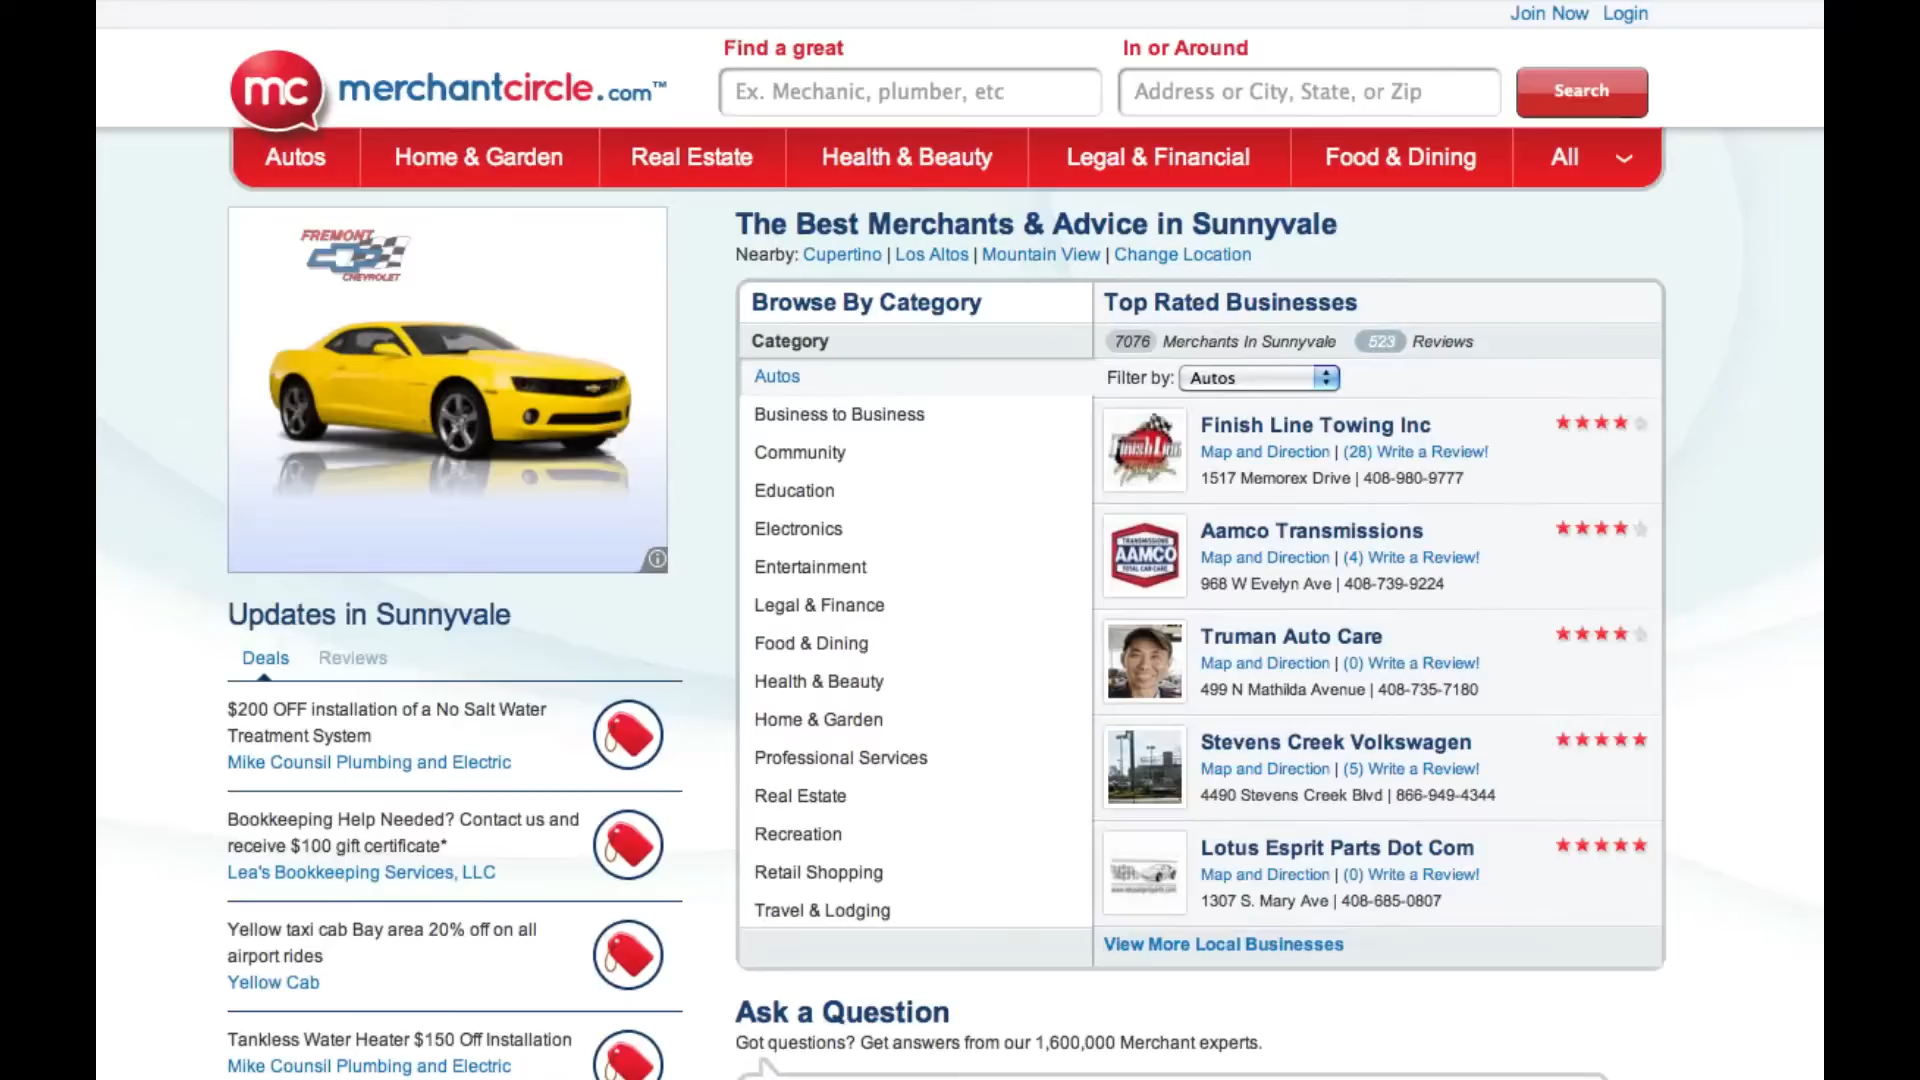 Join Now Login
Find a great
In or Around
mc merchantcircle.com™
Ex. Mechanic, plumber, etc
Address or City, State, or Zip
Search
Autos Home & Garden Real Estate Health & Beauty Legal & Financial Food & Dining All
FREMONT
CHEVROLET
The Best Merchants & Advice in Sunnyvale
Nearby: Cupertino | Los Altos | Mountain View | Change Location
Browse By Category
Category
Autos
Business to Business
Community
Education
Electronics
Entertainment
Legal & Finance
Food & Dining
Health & Beauty
Home & Garden
Professional Services
Real Estate
Recreation
Retail Shopping
Travel & Lodging
Top Rated Businesses
7076 Merchants In Sunnyvale 523 Reviews
Filter by: Autos
Finish Line
Finish Line Towing Inc
Map and Direction | (28) Write a Review!
1517 Memorex Drive | 408-980-9777
TRANSMISSIONS
AAMCO
TOTAL CAR CARE
Aamco Transmissions
Map and Direction | (4) Write a Review!
968 W Evelyn Ave | 408-739-9224
Truman Auto Care
Map and Direction | (0) Write a Review!
499 N Mathilda Avenue | 408-735-7180
Stevens Creek Volkswagen
Map and Direction | (5) Write a Review!
4490 Stevens Creek Blvd | 866-949-4344
Lotus Esprit Parts Dot Com
Map and Direction | (0) Write a Review!
1307 S. Mary Ave | 408-685-0807
View More Local Businesses
Updates in Sunnyvale
Deals Reviews
$200 OFF installation of a No Salt Water
Treatment System
Mike Counsil Plumbing and Electric
Bookkeeping Help Needed? Contact us and
receive $100 gift certificate*
Lea's Bookkeeping Services, LLC
Yellow taxi cab Bay area 20% off on all
airport rides
Yellow Cab
Tankless Water Heater $150 Off Installation
Mike Counsil Plumbing and Electric
Ask a Question
Got questions? Get answers from our 1,600,000 Merchant experts.